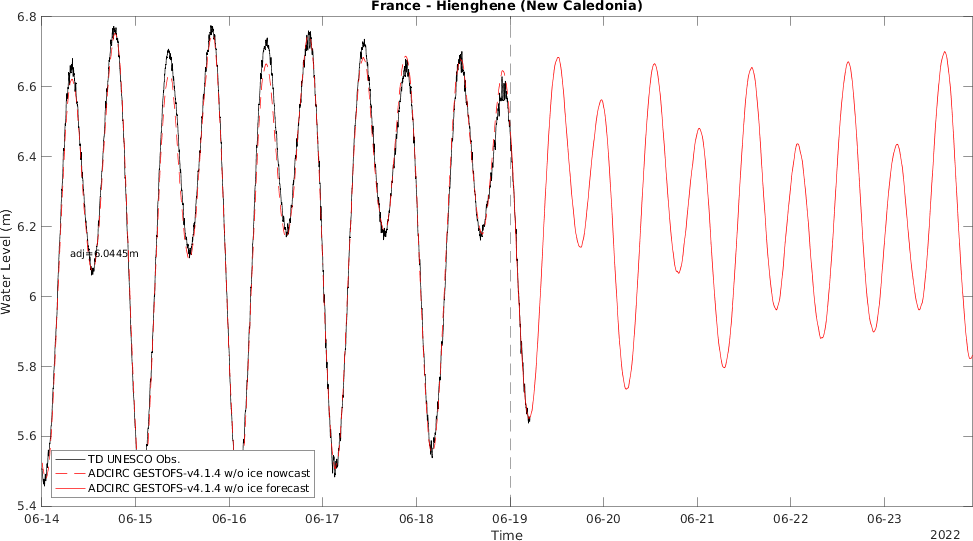 France - Hienghene (New Caledonia)
6.8
6.6
6.4
6.2
6
5.8
5.6
5.4
Water Level (m)
adj=6.0445m
TD UNESCO Obs.
ADCIRC GESTOFS-v4.1.4 w/o ice nowcast
ADCIRC GESTOFS-v4.1.4 w/o ice forecast
06-14 06-15 06-16 06-17 06-18 06-19 06-20 06-21 06-22 06-23
Time
2022